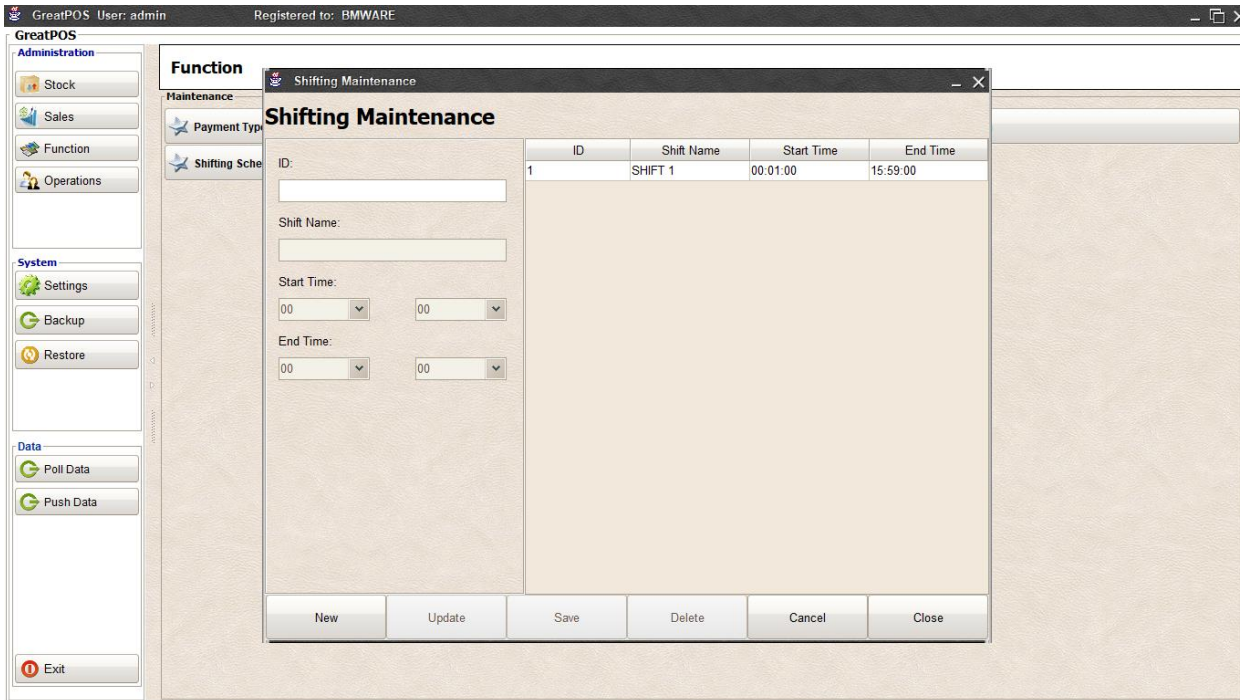 GreatPOS User: admin Registered to: BMWARE
GreatPOS
Administration
Stock
Sales
Function
Operations
System
Settings
Backup
Restore
Data
Poll Data
Push Data
Exit
Function
Maintenance
Payment Type
Shifting Sche
Shifting Maintenance
Shifting Maintenance
ID:
Shift Name:
Start Time:
00 00
End Time:
00 00
ID Shift Name Start Time End Time
1 SHIFT 1 00:01:00 15:59:00
New Update Save Delete Cancel Close